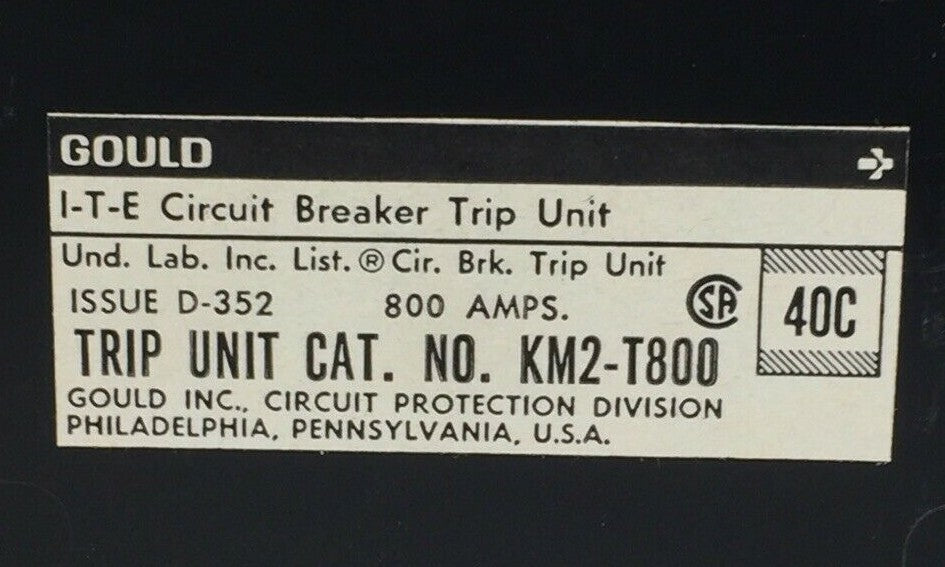 GOULD
I-T-E Circuit Breaker Trip Unit
Und. Lab. Inc. List. ® Cir. Brk. Trip Unit
ISSUE D-352 800 AMPS. SA
40C
TRIP UNIT CAT. NO. KM2-T800
GOULD INC., CIRCUIT PROTECTION DIVISION
PHILADELPHIA, PENNSYLVANIA, U.S.A.